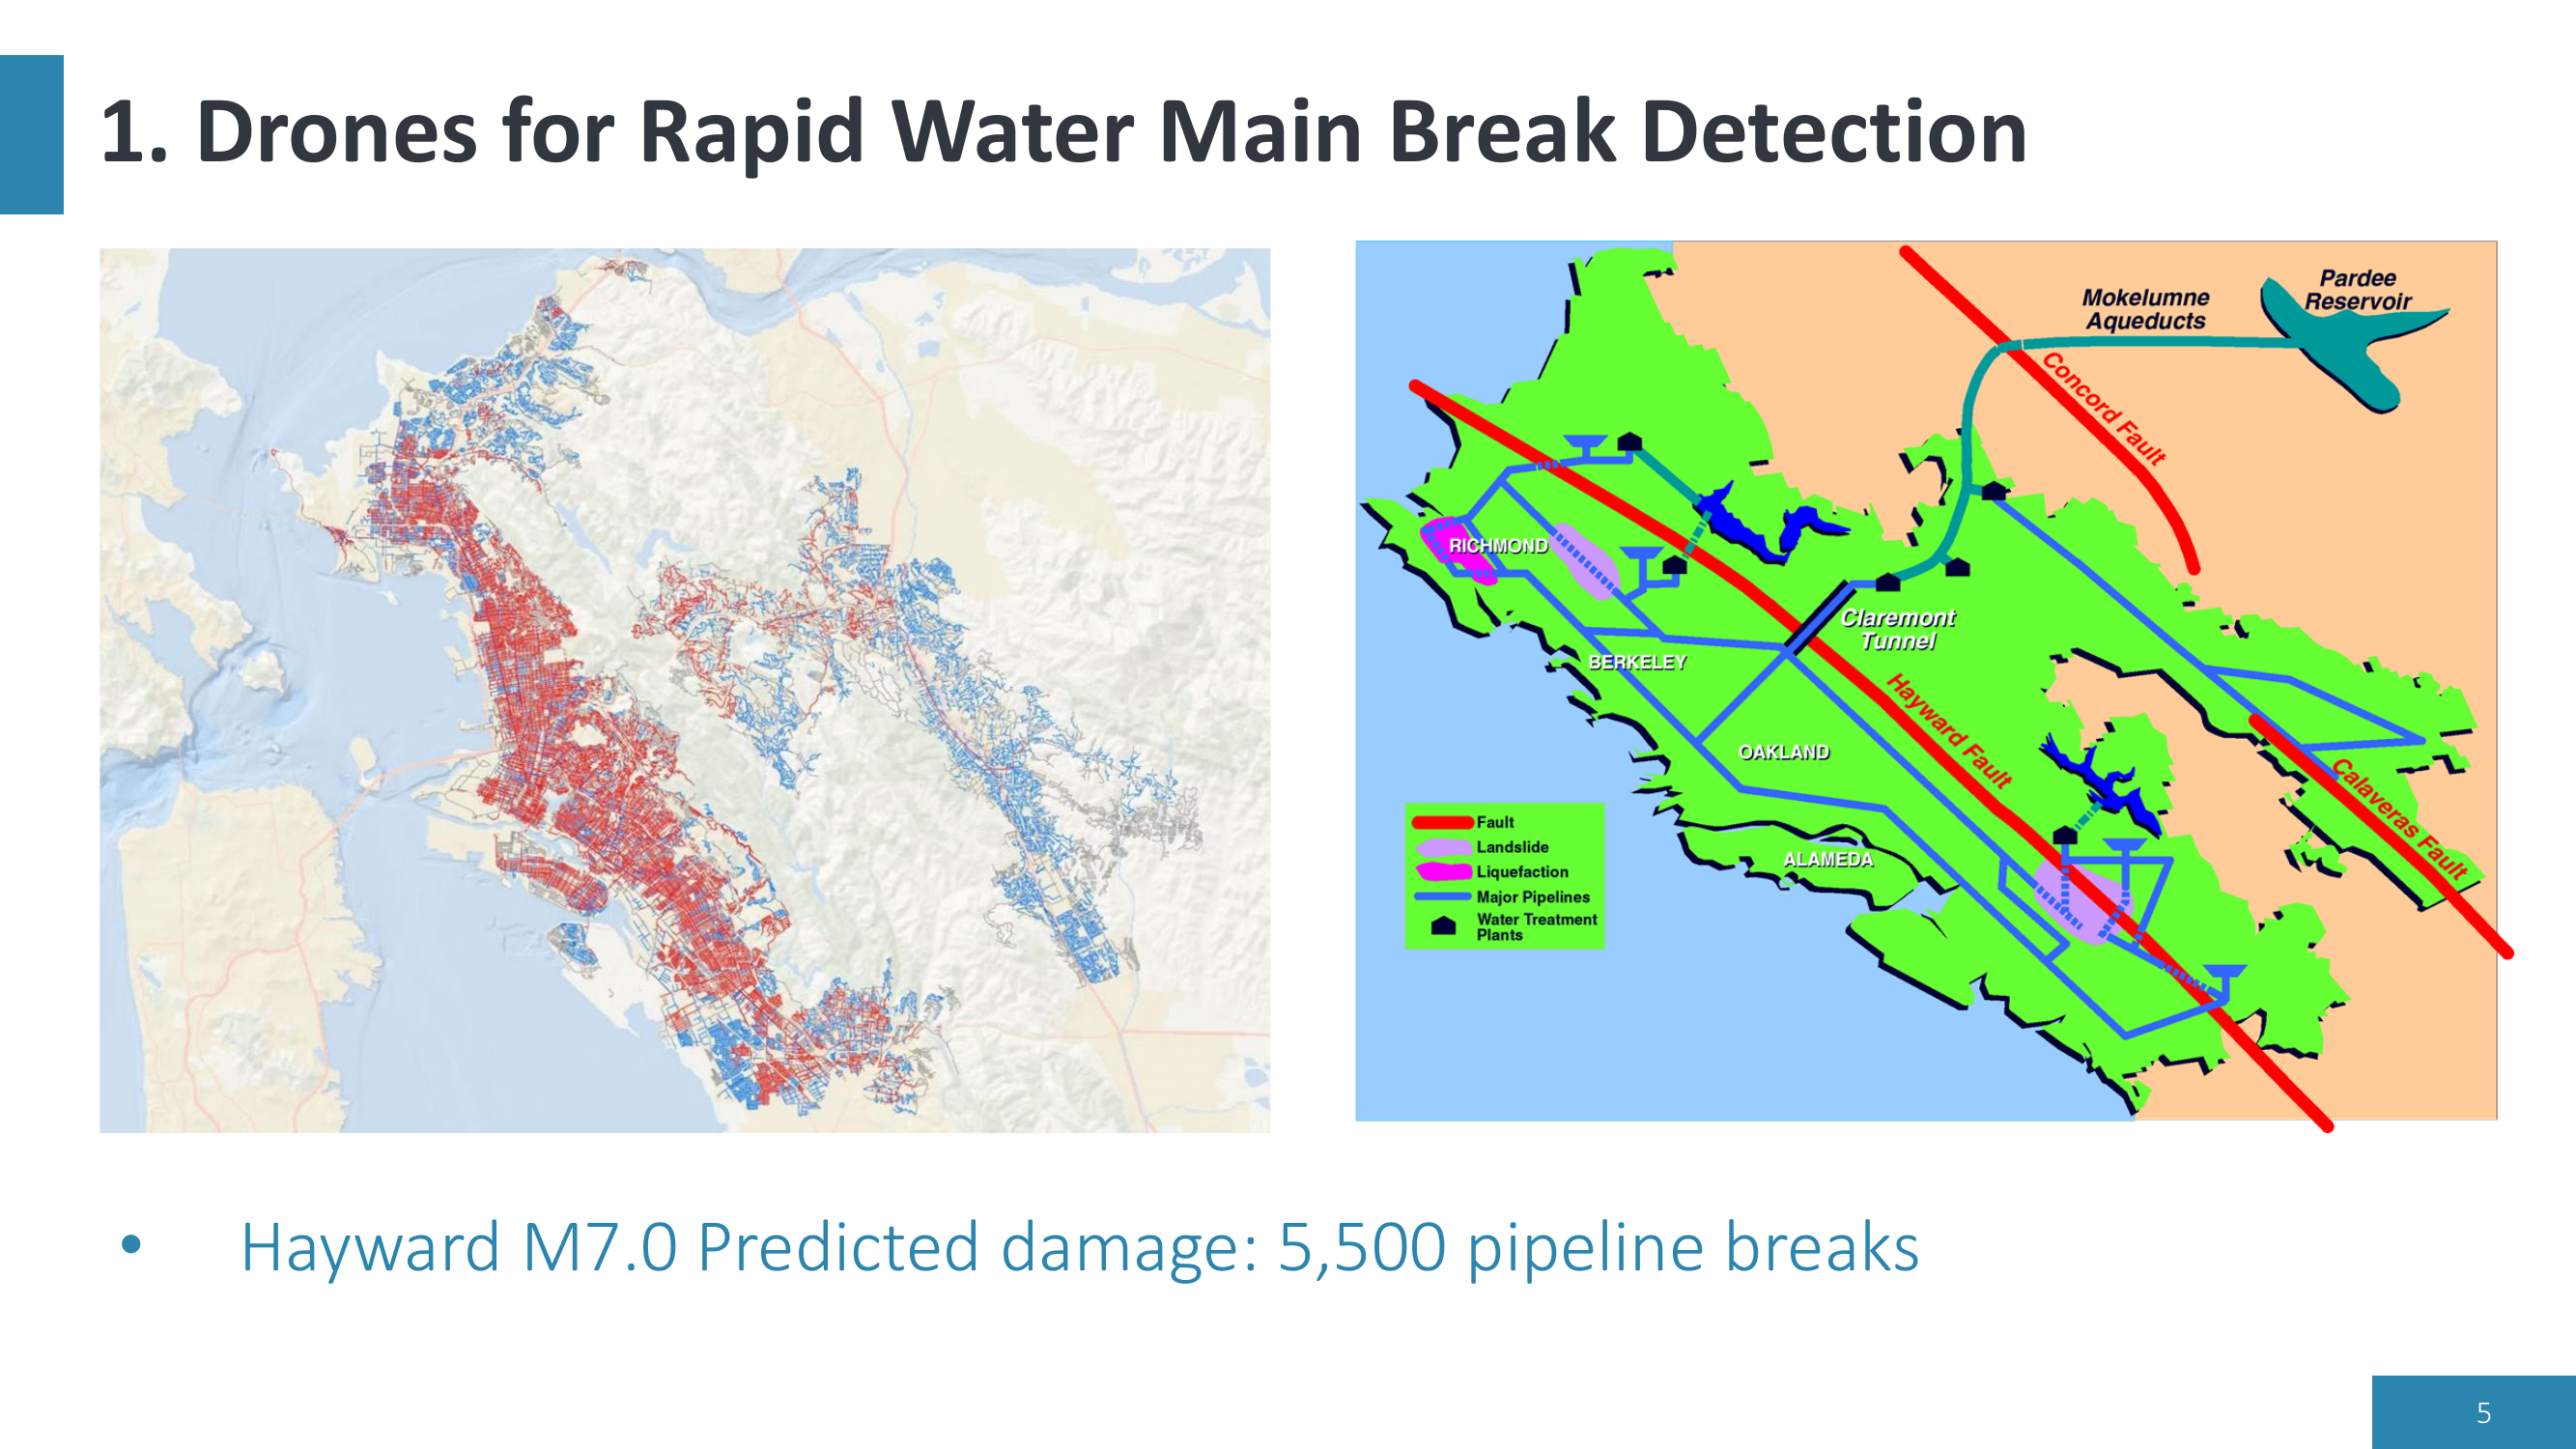 1. Drones for Rapid Water Main Break Detection
Pardee
Reservoir
Mokelumne
Aqueducts
Concord Fault
RICHMOND
Claremont
Tunnel
BERKELEY
Hayward Fault
OAKLAND
Calaveras Fault
ALAMEDA
Fault
Landslide
Liquefaction
Major Pipelines
Water Treatment
Plants
• Hayward M7.0 Predicted damage: 5,500 pipeline breaks
5